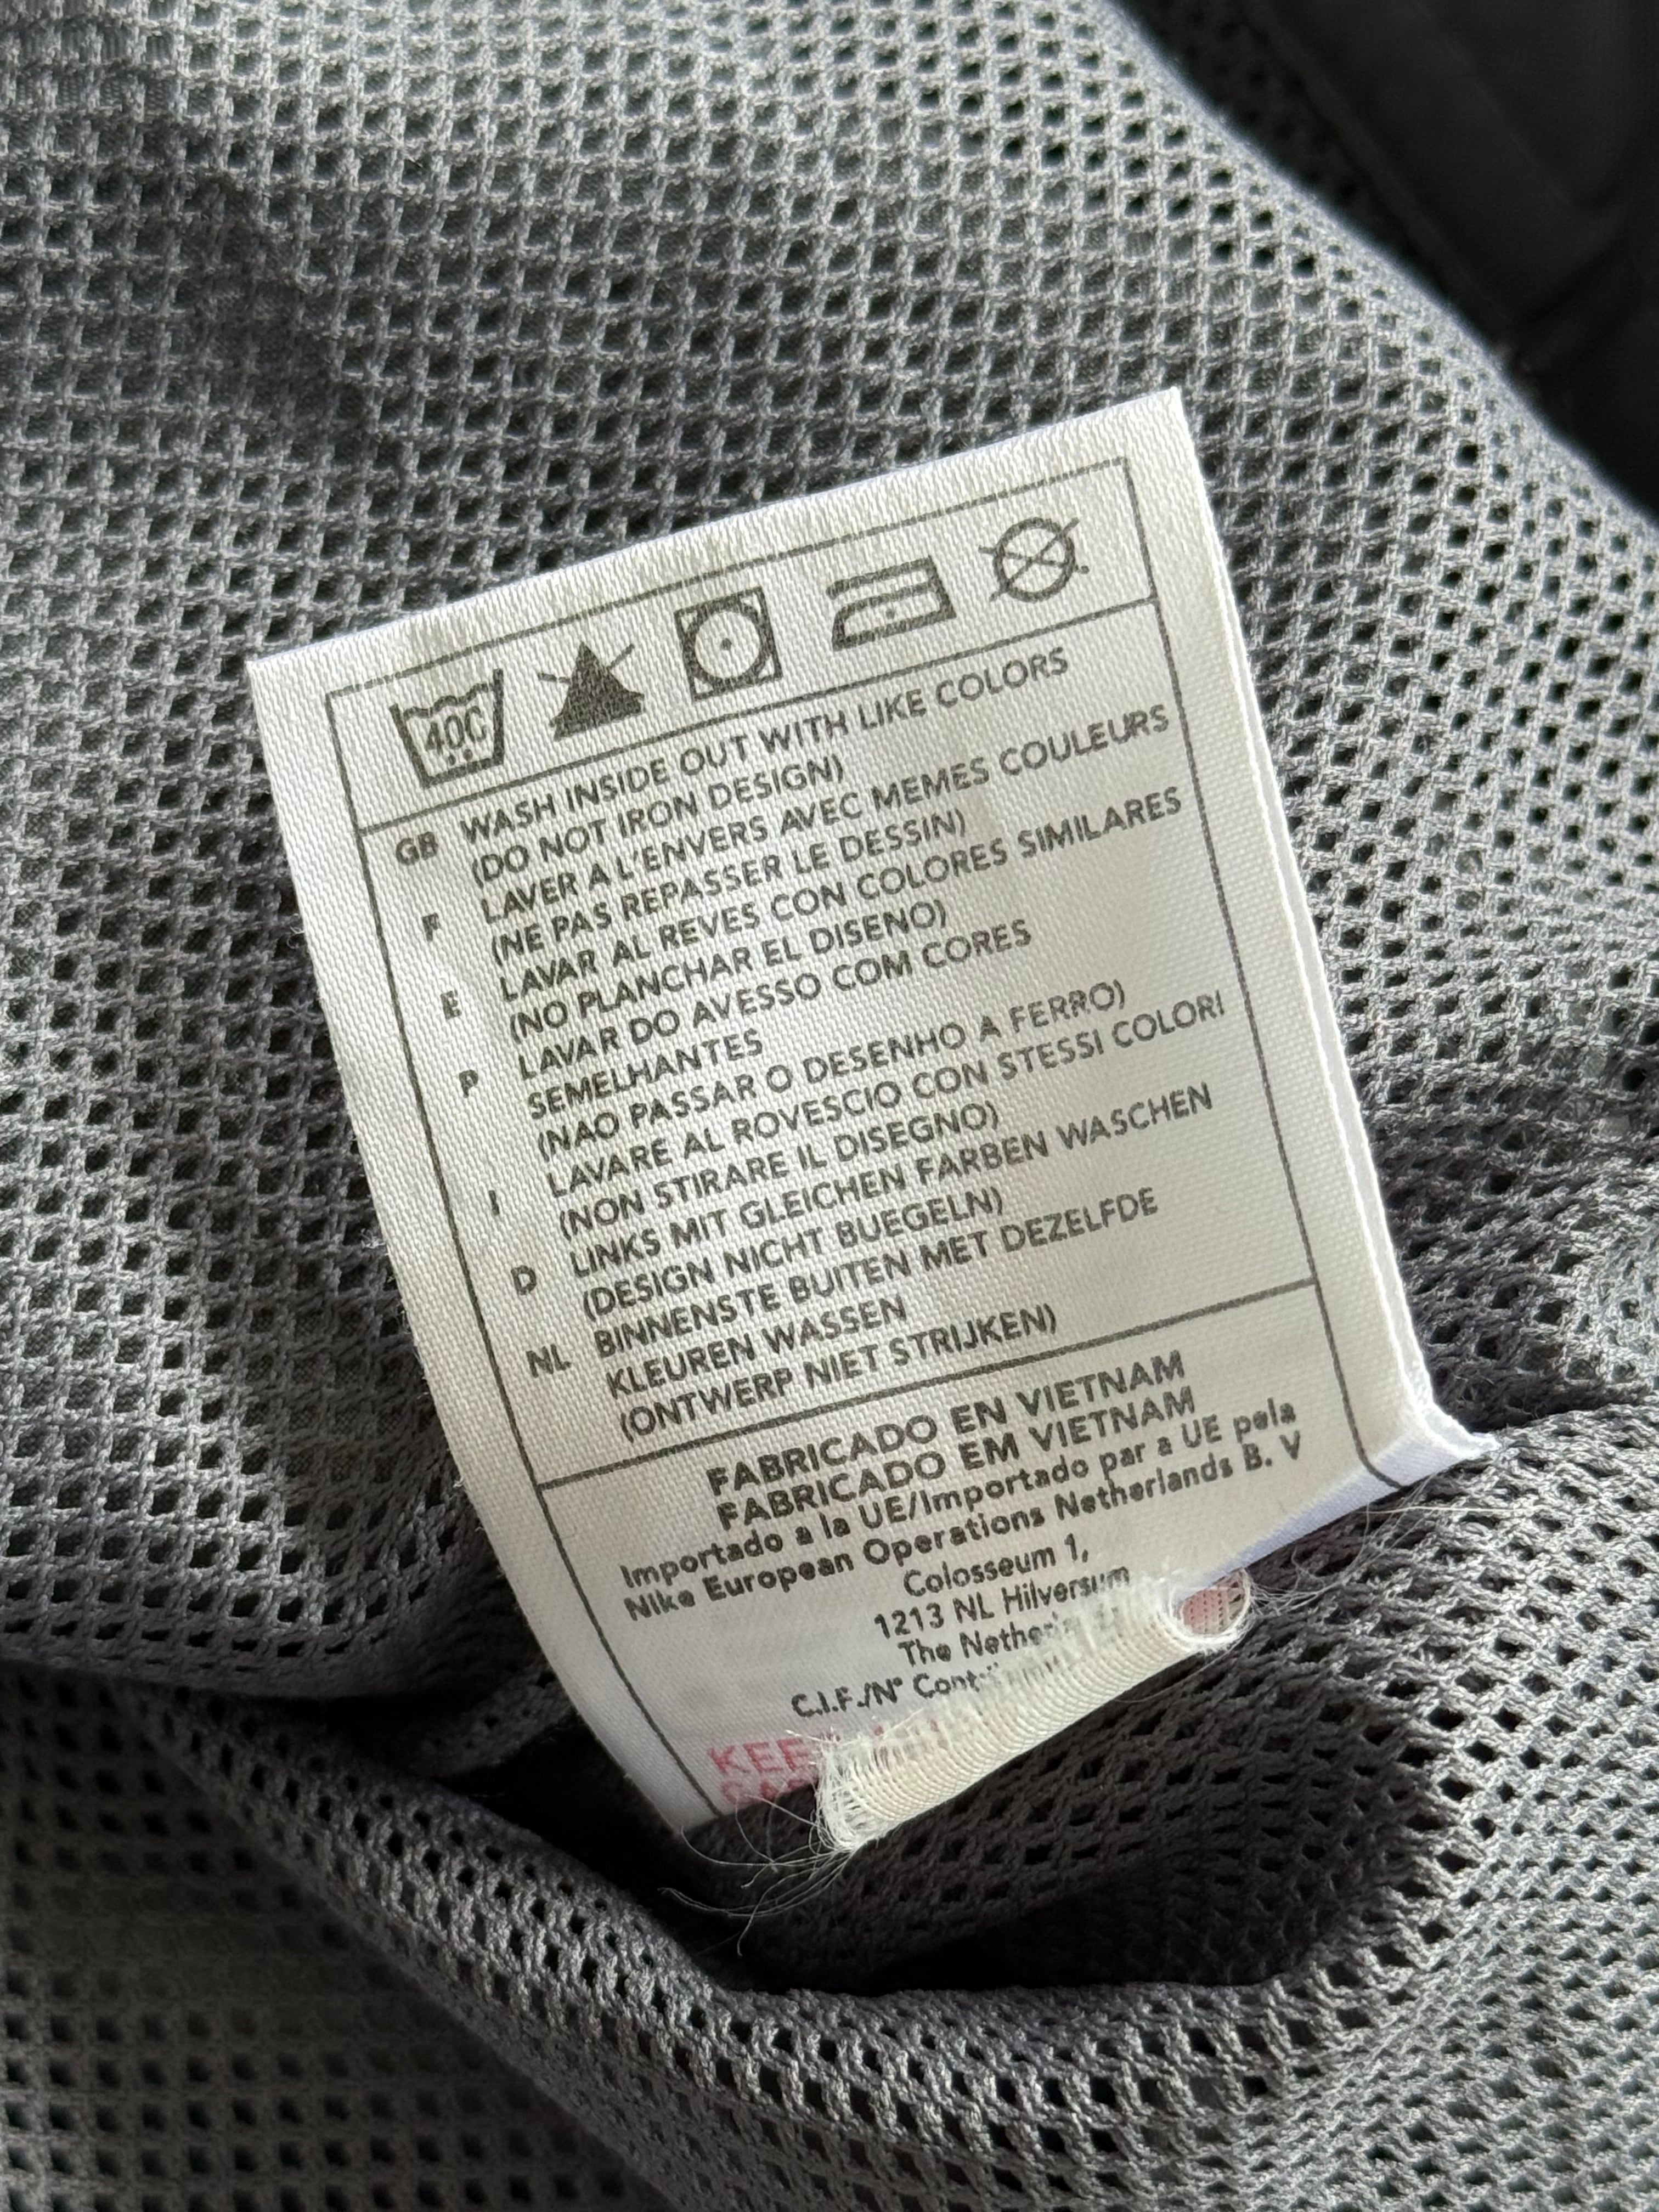 40C
GB WASH INSIDE OUT WITH LIKE COLORS
(DO NOT IRON DESIGN)
F LAVER A L'ENVERS AVEC MEMES COULEURS
(NE PAS REPASSER LE DESSIN)
E LAVAR AL REVES CON COLORES SIMILARES
(NO PLANCHAR EL DISENO)
P LAVAR DO AVESSO COM CORES
SEMELHANTES
(NAO PASSAR O DESENHO A FERRO)
I LAVARE AL ROVESCIO CON STESSI COLORI
(NON STIRARE IL DISEGNO)
D LINKS MIT GLEICHEN FARBEN WASCHEN
(DESIGN NICHT BUEGELN)
NL BINNENSTE BUITEN MET DEZELFDE
KLEUREN WASSEN
(ONTWERP NIET STRIJKEN)
FABRICADO EN VIETNAM
FABRICADO EM VIETNAM
Importado a la UE/Importado par a UE pela
Nike European Operations Netherlands B. V
Colosseum 1,
1213 NL Hilversum
The
C.I.F./N°